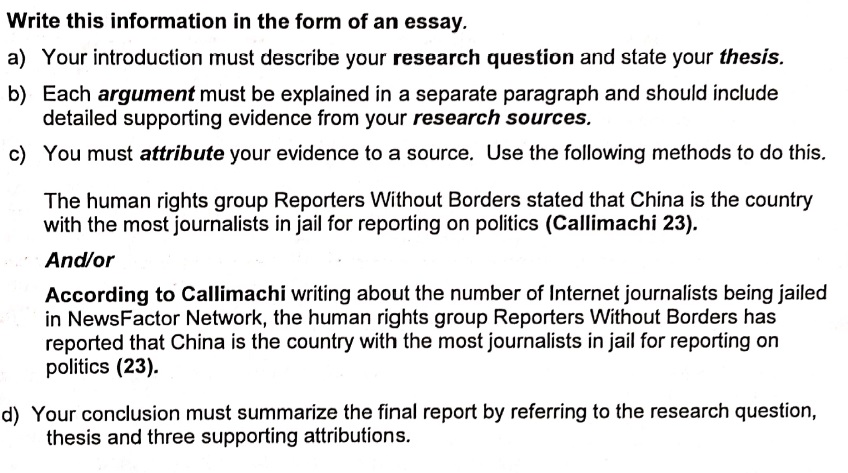 Write this information in the form of an essay.
a) Your introduction must describe your research question and state your thesis.
b) Each argument must be explained in a separate paragraph and should include
detailed supporting evidence from your research sources.
c) You must attribute your evidence to a source. Use the following methods to do this.
The human rights group Reporters Without Borders stated that China is the country
with the most journalists in jail for reporting on politics (Callimachi 23).
And/or
According to Callimachi writing about the number of Internet journalists being jailed
in NewsFactor Network, the human rights group Reporters Without Borders has
reported that China is the country with the most journalists in jail for reporting on
politics (23).
d) Your conclusion must summarize the final report by referring to the research question,
thesis and three supporting attributions.